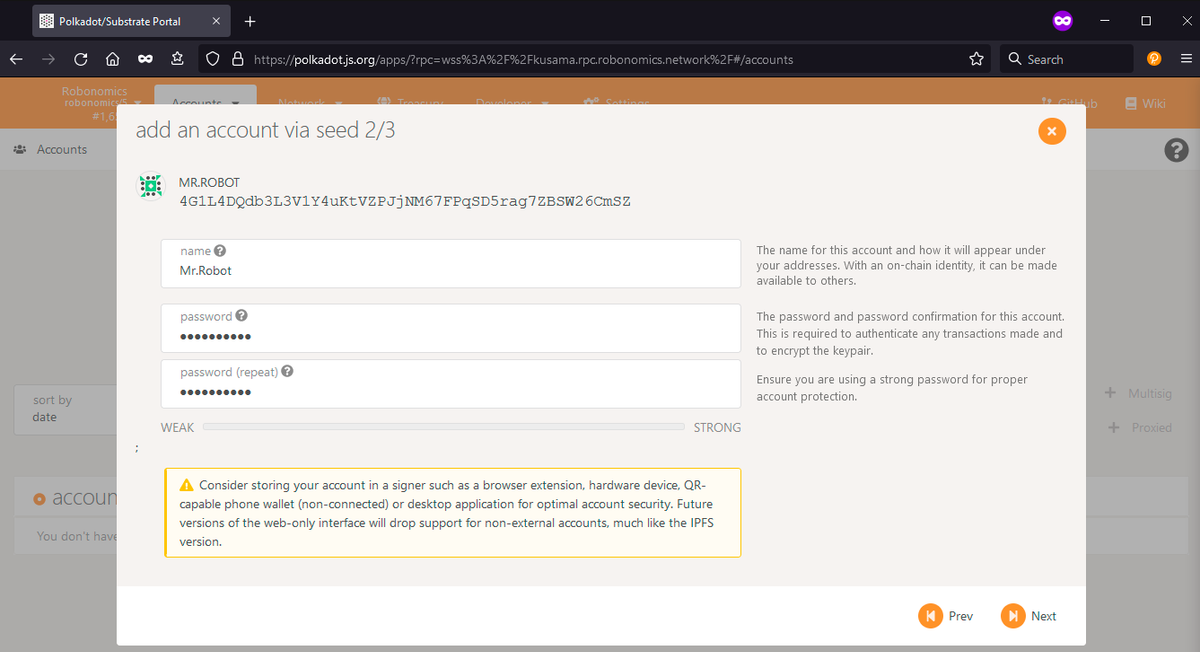 Polkadot/Substrate Portal
https://polkadot.js.org/apps/?rpc=wss%3A%2F%2Fkusama.rpc.robonomics.network%2F#/accounts
Search
Robonomics
robonomics/5
#1,6
Accounts
Network
Treasury
Developer
Settings
GitHub
Wiki
Accounts
add an account via seed 2/3
MR.ROBOT
4G1L4DQdb3L3V1Y4uKtVZPJjNM67FPqSD5rag7ZBSW26CmSZ
name
Mr.Robot
The name for this account and how it will appear under
your addresses. With an on-chain identity, it can be made
available to others.
password
●●●●●●●●●●
The password and password confirmation for this account.
This is required to authenticate any transactions made and
to encrypt the keypair.
password (repeat)
●●●●●●●●●●
Ensure you are using a strong password for proper
account protection.
WEAK
STRONG
;
Consider storing your account in a signer such as a browser extension, hardware device, QR-
capable phone wallet (non-connected) or desktop application for optimal account security. Future
versions of the web-only interface will drop support for non-external accounts, much like the IPFS
version.
sort by
date
Multisig
Proxied
accoun
You don't have
Prev
Next